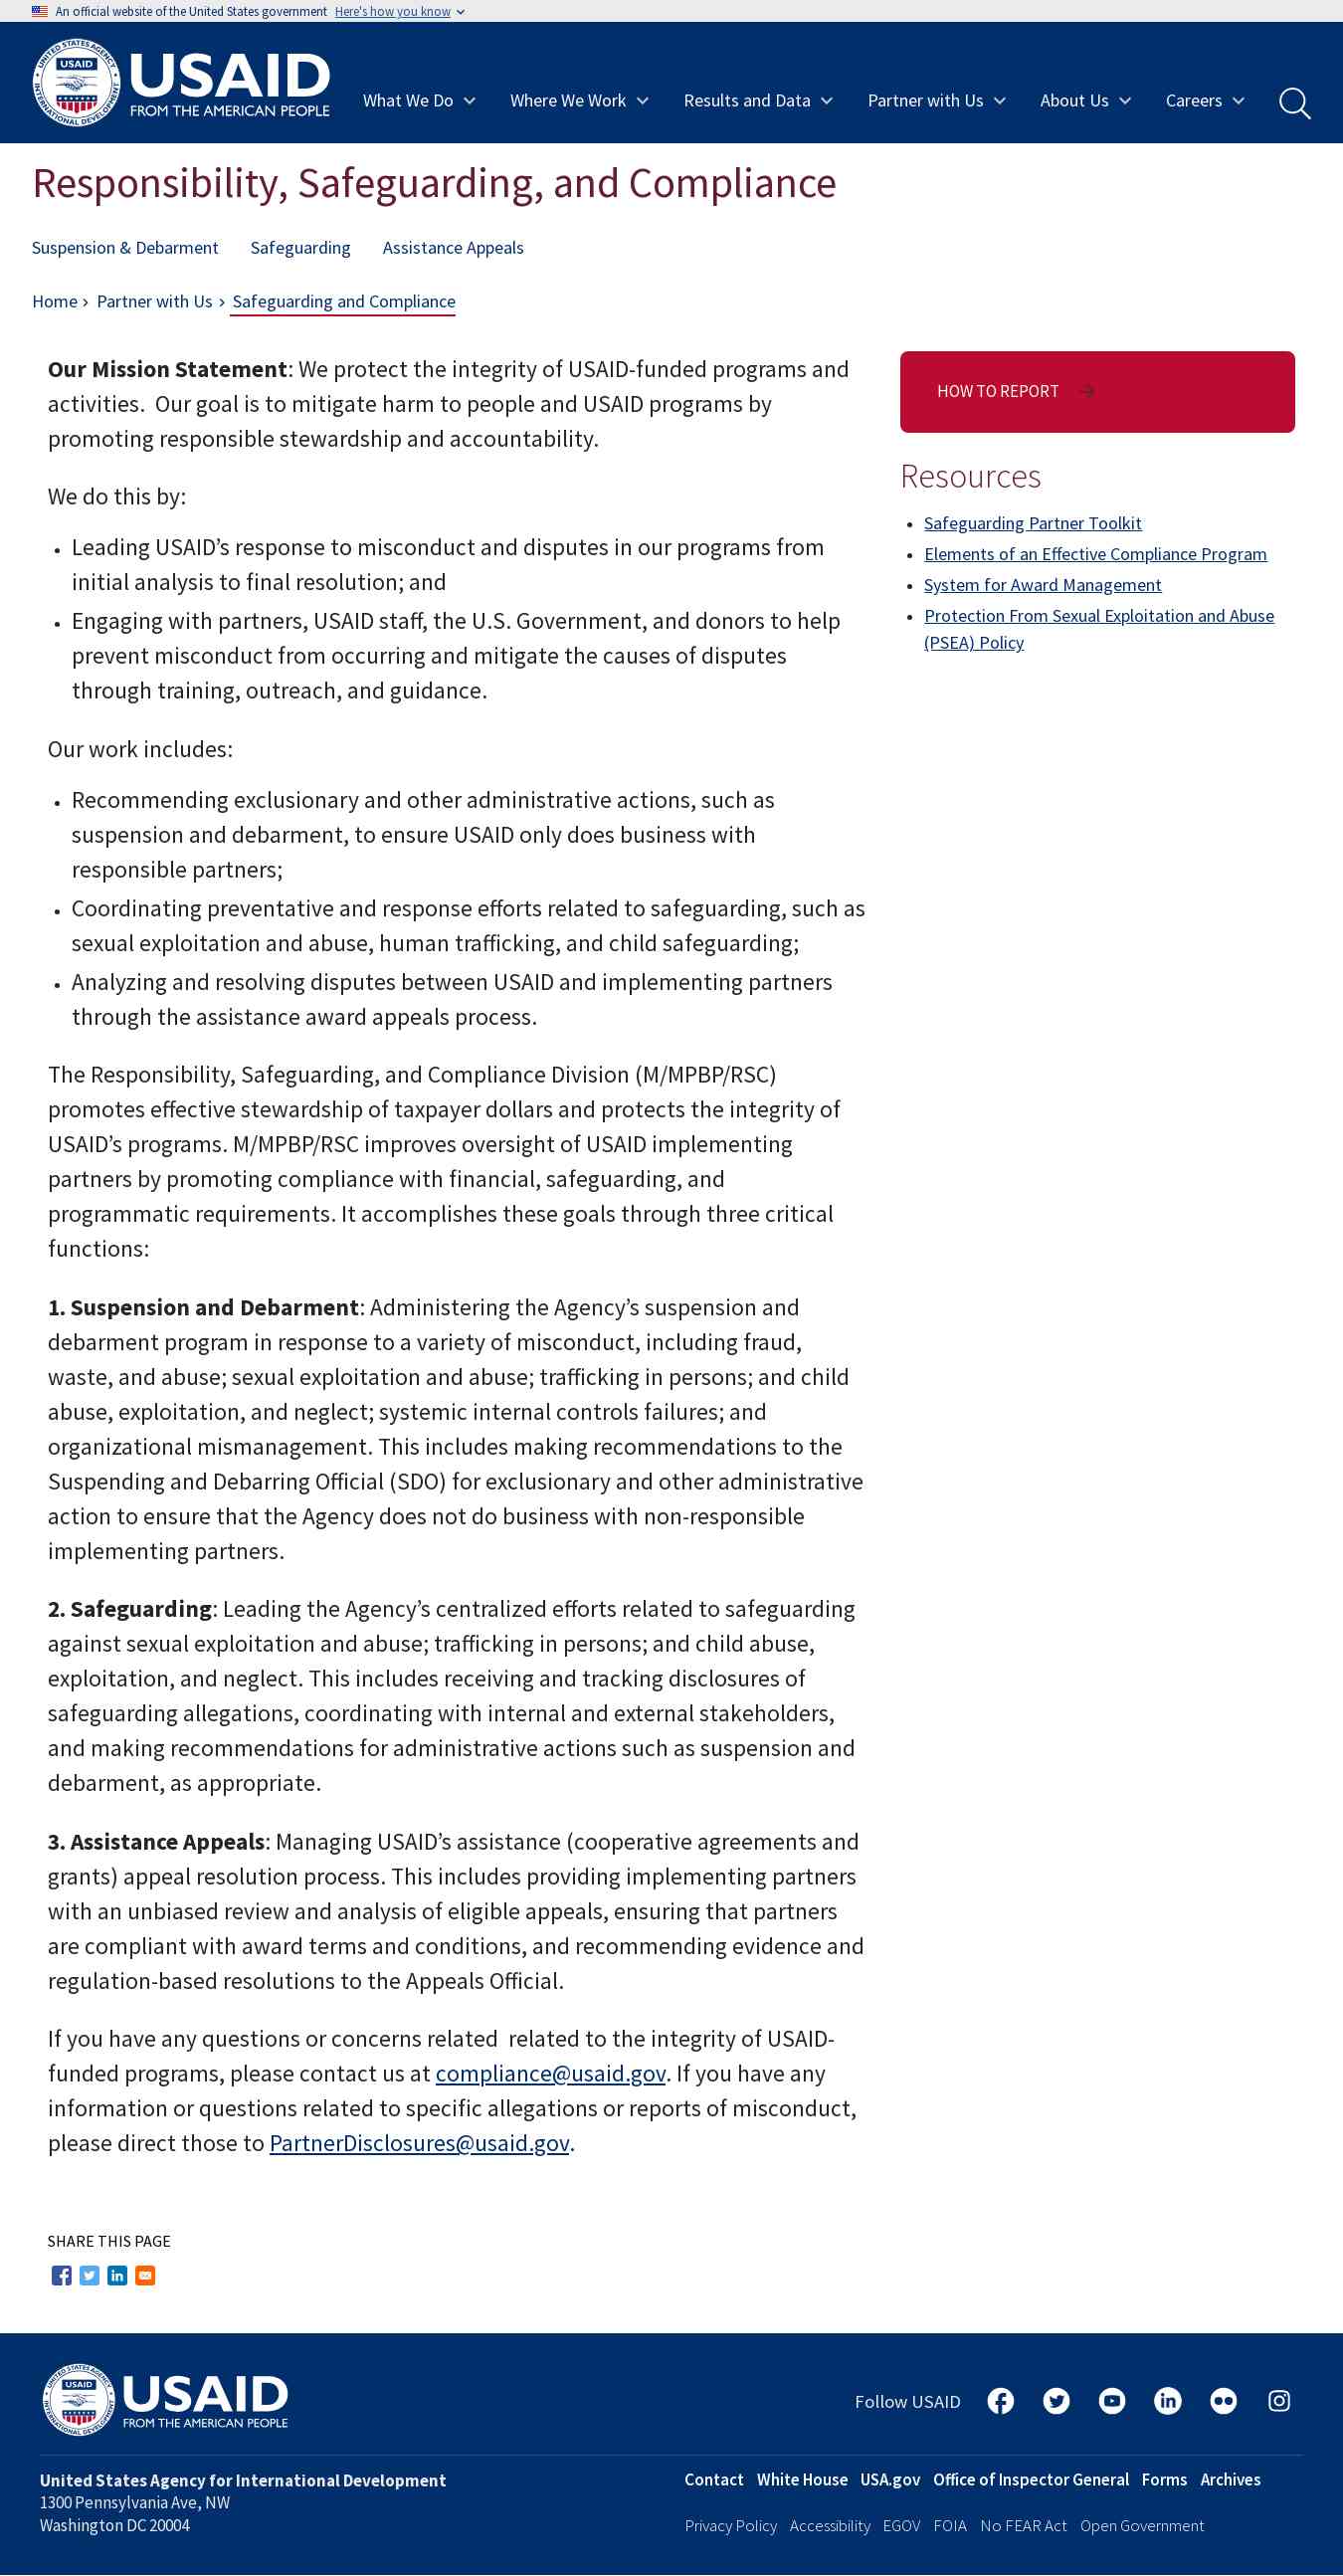 An official website of the United States government Here's how you know
USAID
FROM THE AMERICAN PEOPLE
What We Do Where We Work Results and Data Partner with Us About Us Careers
Responsibility, Safeguarding, and Compliance
Suspension & Debarment Safeguarding Assistance Appeals
Home › Partner with Us › Safeguarding and Compliance
Our Mission Statement: We protect the integrity of USAID-funded programs and
activities.  Our goal is to mitigate harm to people and USAID programs by
promoting responsible stewardship and accountability.
We do this by:
• Leading USAID’s response to misconduct and disputes in our programs from
initial analysis to final resolution; and
• Engaging with partners, USAID staff, the U.S. Government, and donors to help
prevent misconduct from occurring and mitigate the causes of disputes
through training, outreach, and guidance.
Our work includes:
• Recommending exclusionary and other administrative actions, such as
suspension and debarment, to ensure USAID only does business with
responsible partners;
• Coordinating preventative and response efforts related to safeguarding, such as
sexual exploitation and abuse, human trafficking, and child safeguarding;
• Analyzing and resolving disputes between USAID and implementing partners
through the assistance award appeals process.
The Responsibility, Safeguarding, and Compliance Division (M/MPBP/RSC)
promotes effective stewardship of taxpayer dollars and protects the integrity of
USAID’s programs. M/MPBP/RSC improves oversight of USAID implementing
partners by promoting compliance with financial, safeguarding, and
programmatic requirements. It accomplishes these goals through three critical
functions:
1. Suspension and Debarment: Administering the Agency’s suspension and
debarment program in response to a variety of misconduct, including fraud,
waste, and abuse; sexual exploitation and abuse; trafficking in persons; and child
abuse, exploitation, and neglect; systemic internal controls failures; and
organizational mismanagement. This includes making recommendations to the
Suspending and Debarring Official (SDO) for exclusionary and other administrative
action to ensure that the Agency does not do business with non-responsible
implementing partners.
2. Safeguarding: Leading the Agency’s centralized efforts related to safeguarding
against sexual exploitation and abuse; trafficking in persons; and child abuse,
exploitation, and neglect. This includes receiving and tracking disclosures of
safeguarding allegations, coordinating with internal and external stakeholders,
and making recommendations for administrative actions such as suspension and
debarment, as appropriate.
3. Assistance Appeals: Managing USAID’s assistance (cooperative agreements and
grants) appeal resolution process. This includes providing implementing partners
with an unbiased review and analysis of eligible appeals, ensuring that partners
are compliant with award terms and conditions, and recommending evidence and
regulation-based resolutions to the Appeals Official.
If you have any questions or concerns related  related to the integrity of USAID-
funded programs, please contact us at compliance@usaid.gov. If you have any
information or questions related to specific allegations or reports of misconduct,
please direct those to PartnerDisclosures@usaid.gov.
HOW TO REPORT
Resources
• Safeguarding Partner Toolkit
• Elements of an Effective Compliance Program
• System for Award Management
• Protection From Sexual Exploitation and Abuse
(PSEA) Policy
SHARE THIS PAGE
USAID
FROM THE AMERICAN PEOPLE
Follow USAID
United States Agency for International Development
1300 Pennsylvania Ave, NW
Washington DC 20004
Contact White House USA.gov Office of Inspector General Forms Archives
Privacy Policy Accessibility EGOV FOIA No FEAR Act Open Government